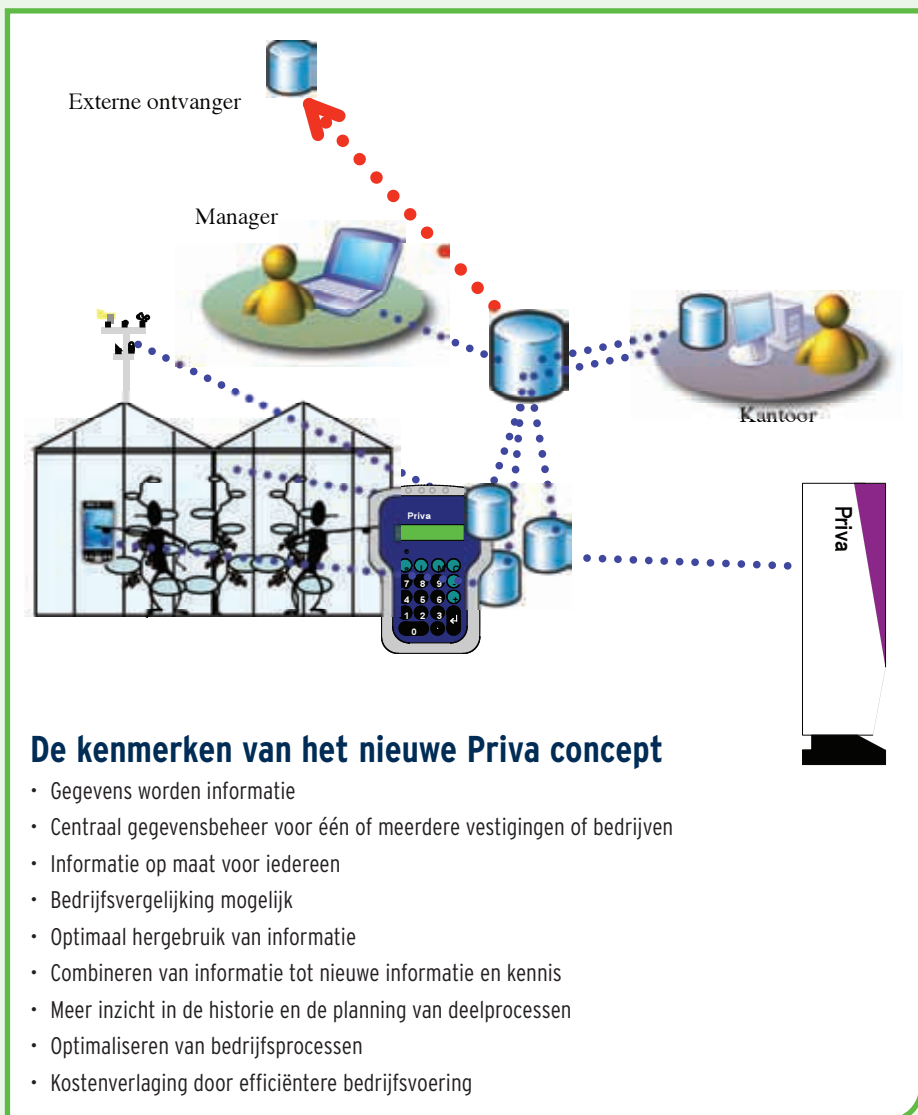 Externe ontvanger
Manager
Kantoor
Priva
7 8 9 -
4 5 6 +
1 2 3
0 .
Priva
De kenmerken van het nieuwe Priva concept
• Gegevens worden informatie
• Centraal gegevensbeheer voor één of meerdere vestigingen of bedrijven
• Informatie op maat voor iedereen
• Bedrijfsvergelijking mogelijk
• Optimaal hergebruik van informatie
• Combineren van informatie tot nieuwe informatie en kennis
• Meer inzicht in de historie en de planning van deelprocessen
• Optimaliseren van bedrijfsprocessen
• Kostenverlaging door efficiëntere bedrijfsvoering